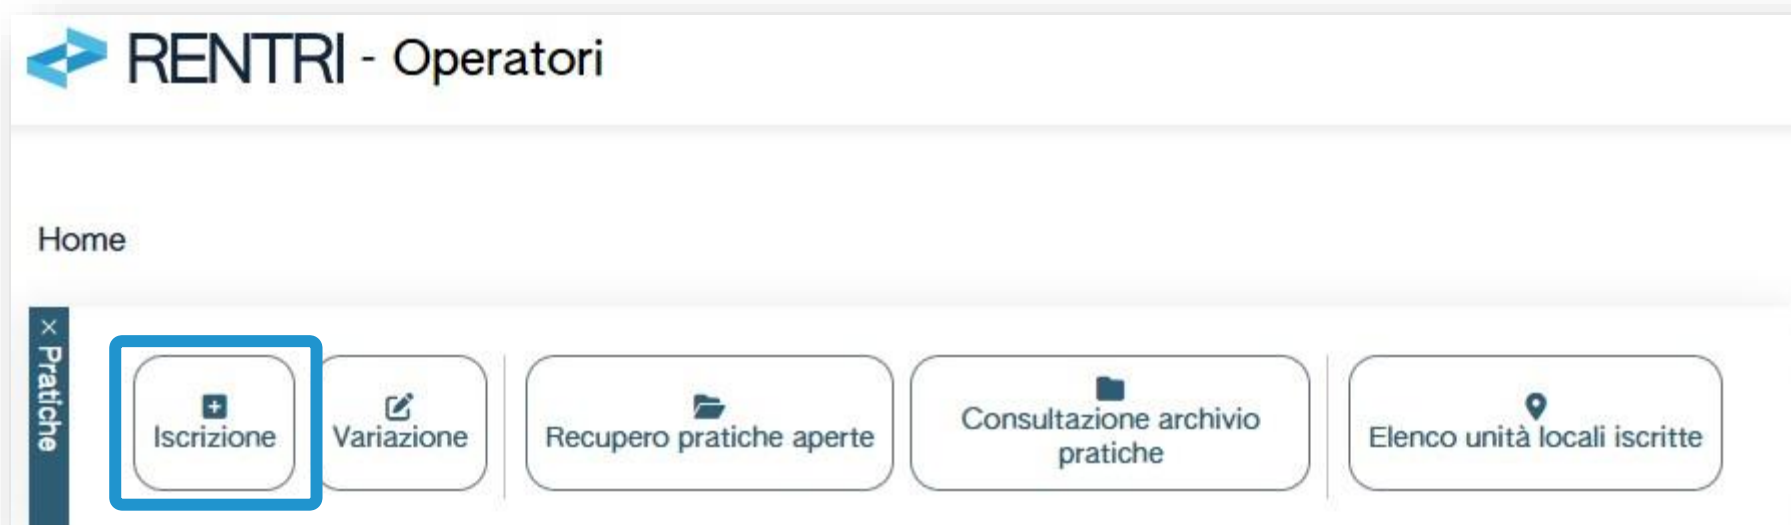 RENTRI - Operatori
Home
× Pratiche
Iscrizione
Variazione
Recupero pratiche aperte
Consultazione archivio
pratiche
Elenco unità locali iscritte